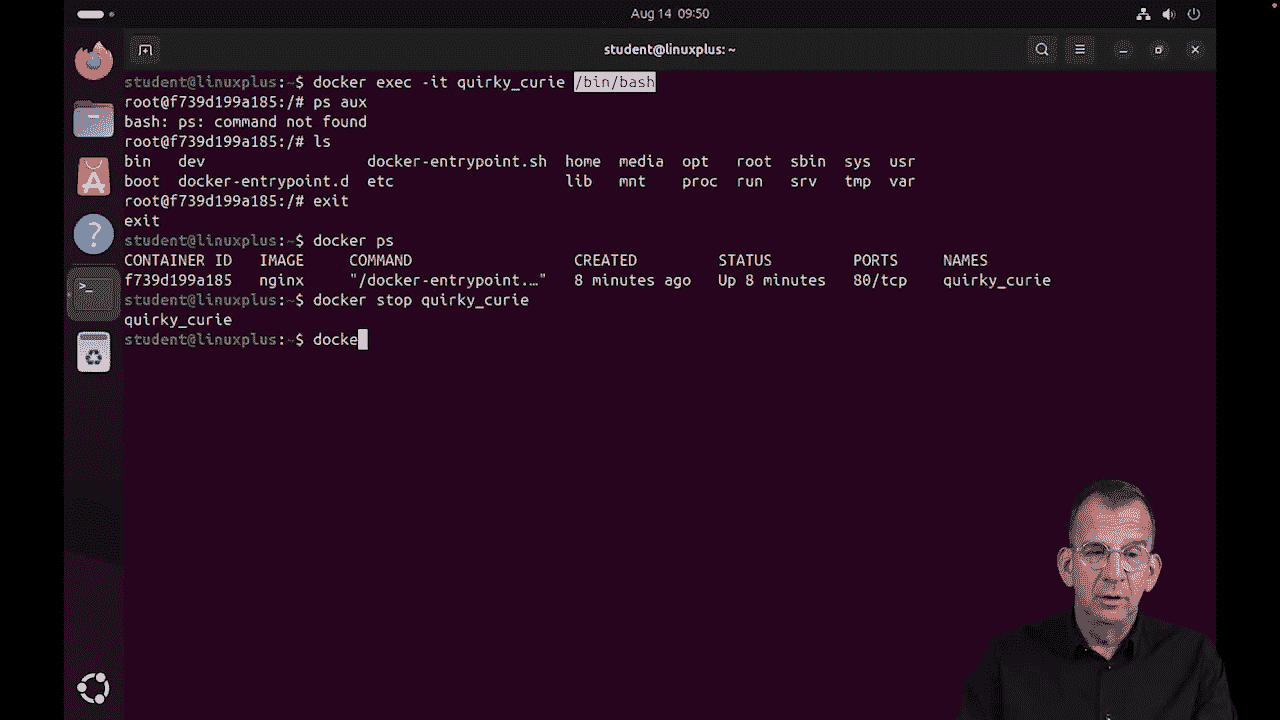 Aug 14 09:50
student@linuxplus: ~
student@linuxplus:~$ docker exec -it quirky_curie /bin/bash
root@f739d199a185:/# ps aux
bash: ps: command not found
root@f739d199a185:/# ls
bin dev docker-entrypoint.sh home media opt root sbin sys usr
boot docker-entrypoint.d etc lib mnt proc run srv tmp var
root@f739d199a185:/# exit
exit
student@linuxplus:~$ docker ps
CONTAINER ID IMAGE COMMAND CREATED STATUS PORTS NAMES
f739d199a185 nginx "/docker-entrypoint.…" 8 minutes ago Up 8 minutes 80/tcp quirky_curie
student@linuxplus:~$ docker stop quirky_curie
quirky_curie
student@linuxplus:~$ docke